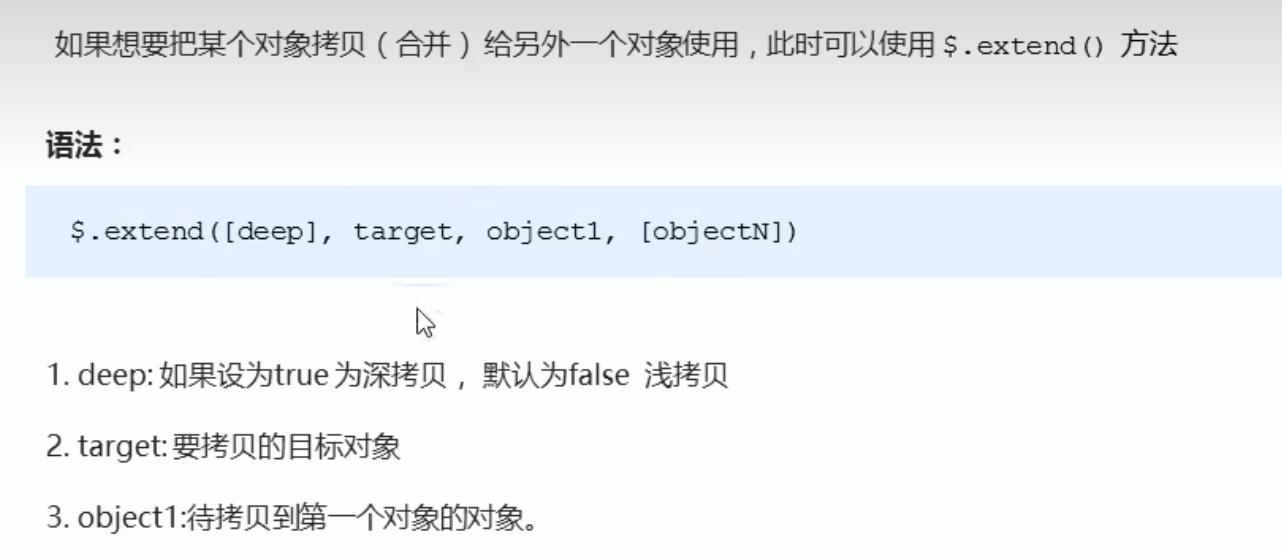 如果想要把某个对象拷贝（合并）给另外一个对象使用，此时可以使用 $.extend() 方法
语法：
$.extend([deep], target, object1, [objectN])
1. deep: 如果设为true 为深拷贝， 默认为false 浅拷贝
2. target: 要拷贝的目标对象
3. object1:待拷贝到第一个对象的对象。